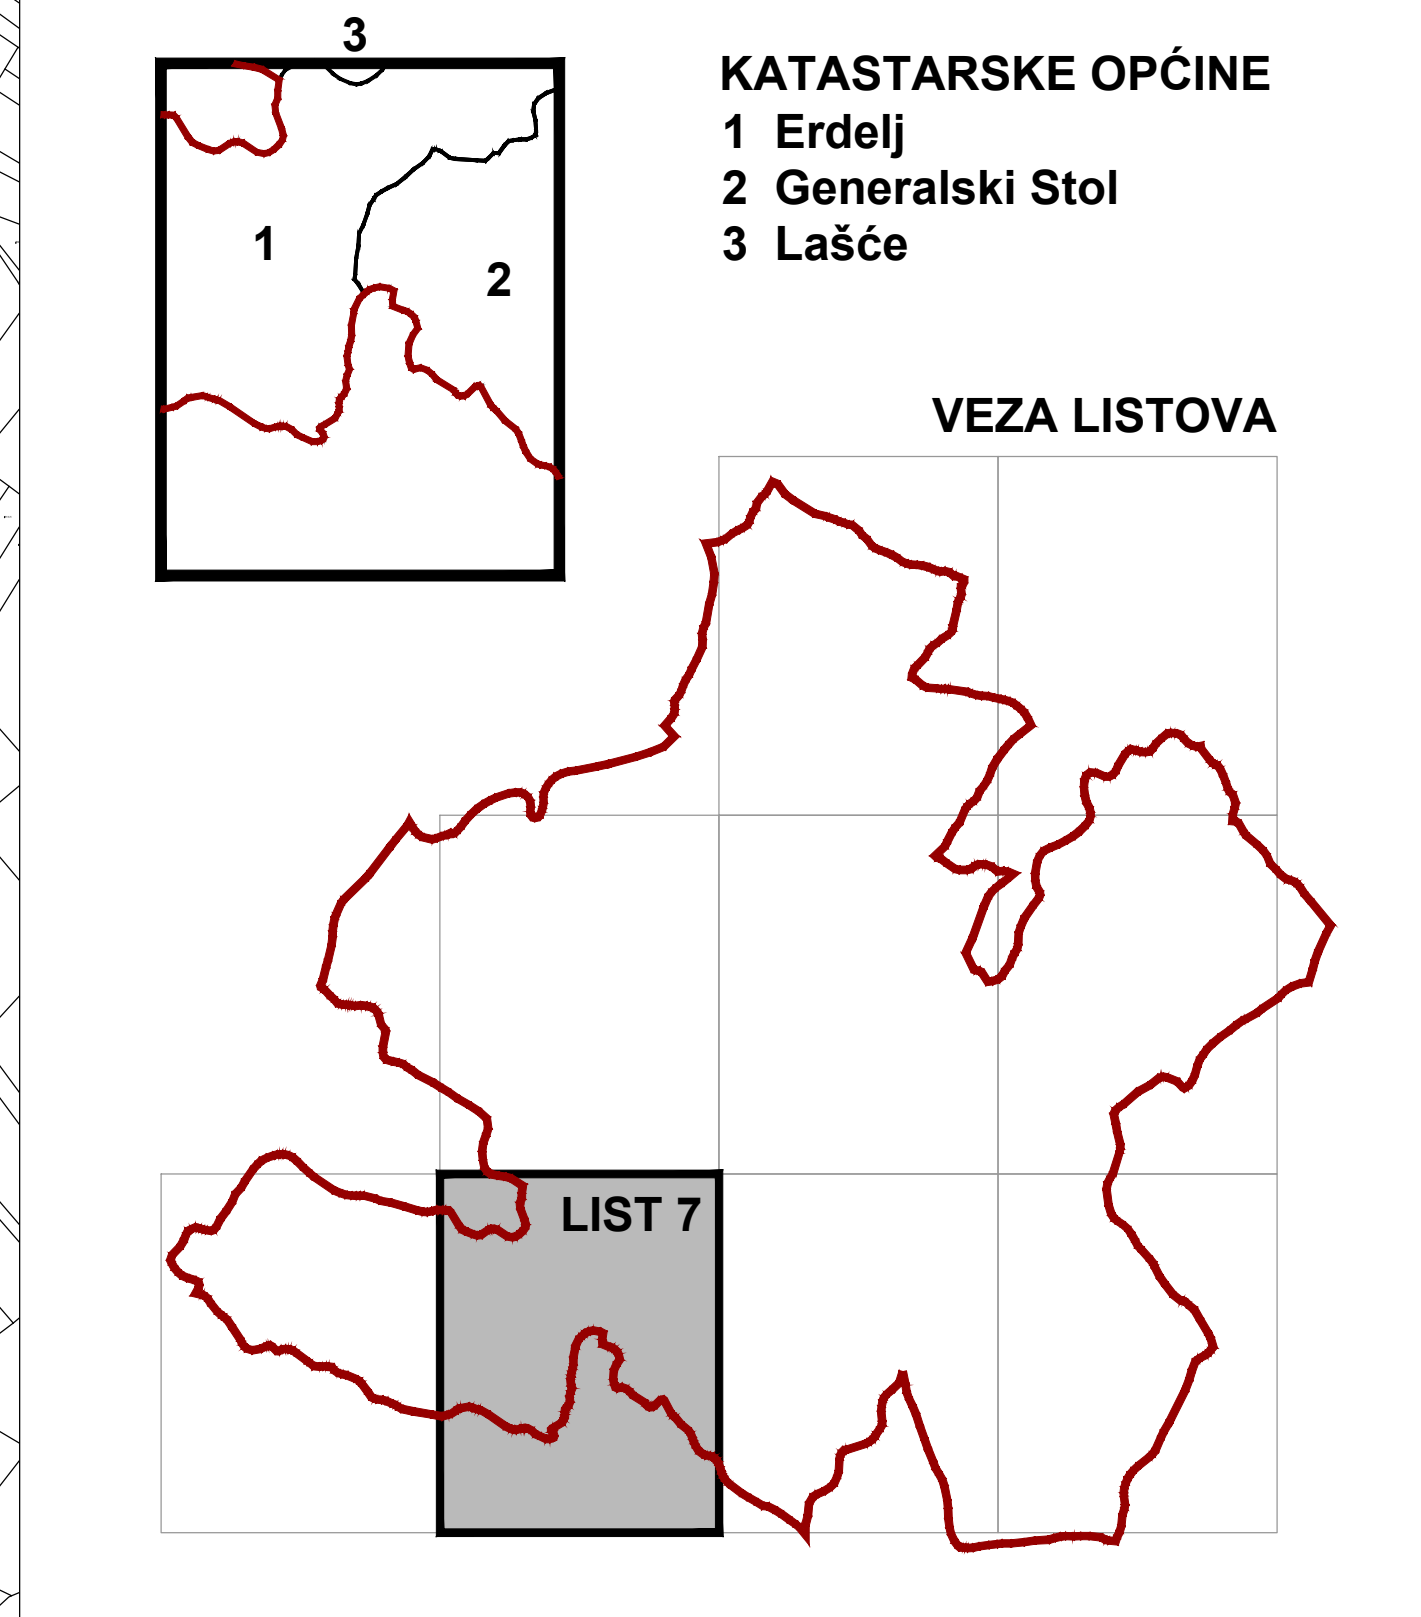 3
1
2
KATASTARSKE OPĆINE
1 Erdelj
2 Generalski Stol
3 Lašće
VEZA LISTOVA
LIST 7